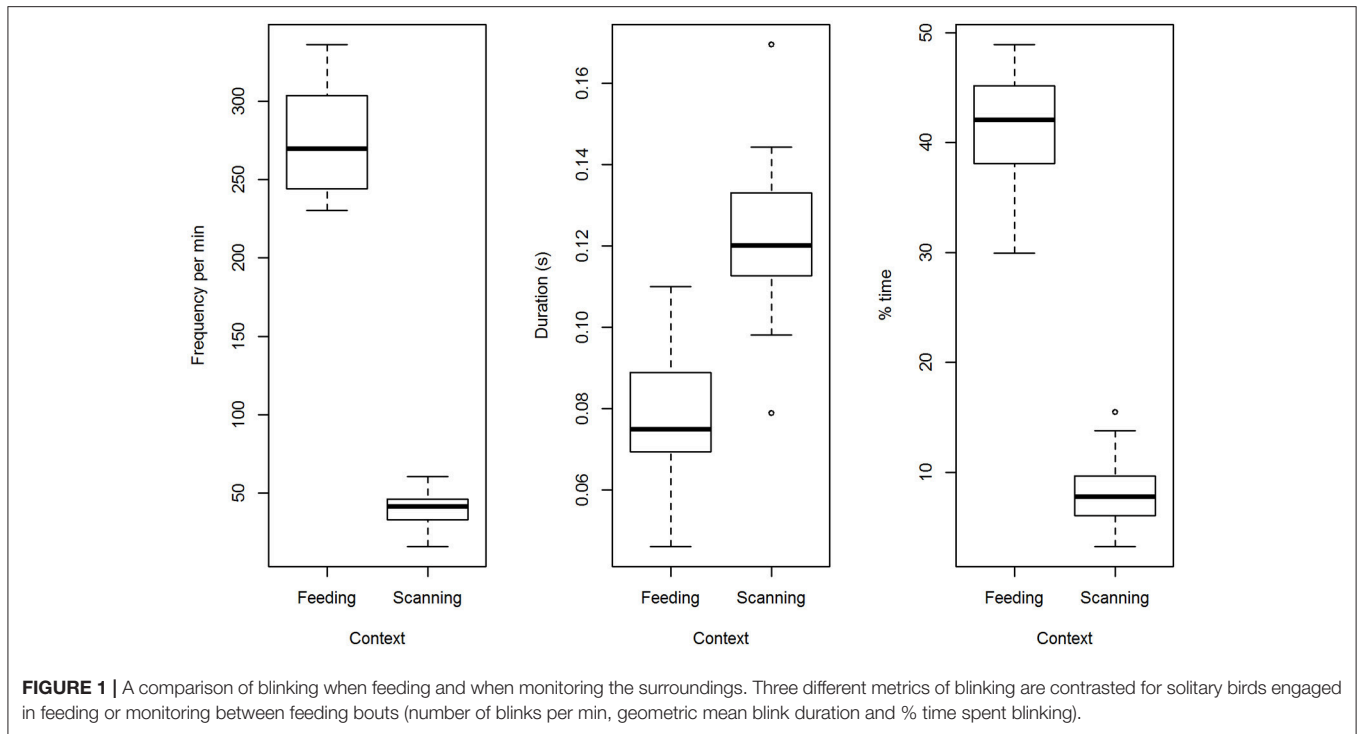 Frequency per min
300
250
200
150
100
50
Feeding Scanning
Context
Duration (s)
0.16
0.14
0.12
0.10
0.08
0.06
Feeding Scanning
Context
% time
50
40
30
20
10
Feeding Scanning
Context
FIGURE 1 | A comparison of blinking when feeding and when monitoring the surroundings. Three different metrics of blinking are contrasted for solitary birds engaged
in feeding or monitoring between feeding bouts (number of blinks per min, geometric mean blink duration and % time spent blinking).